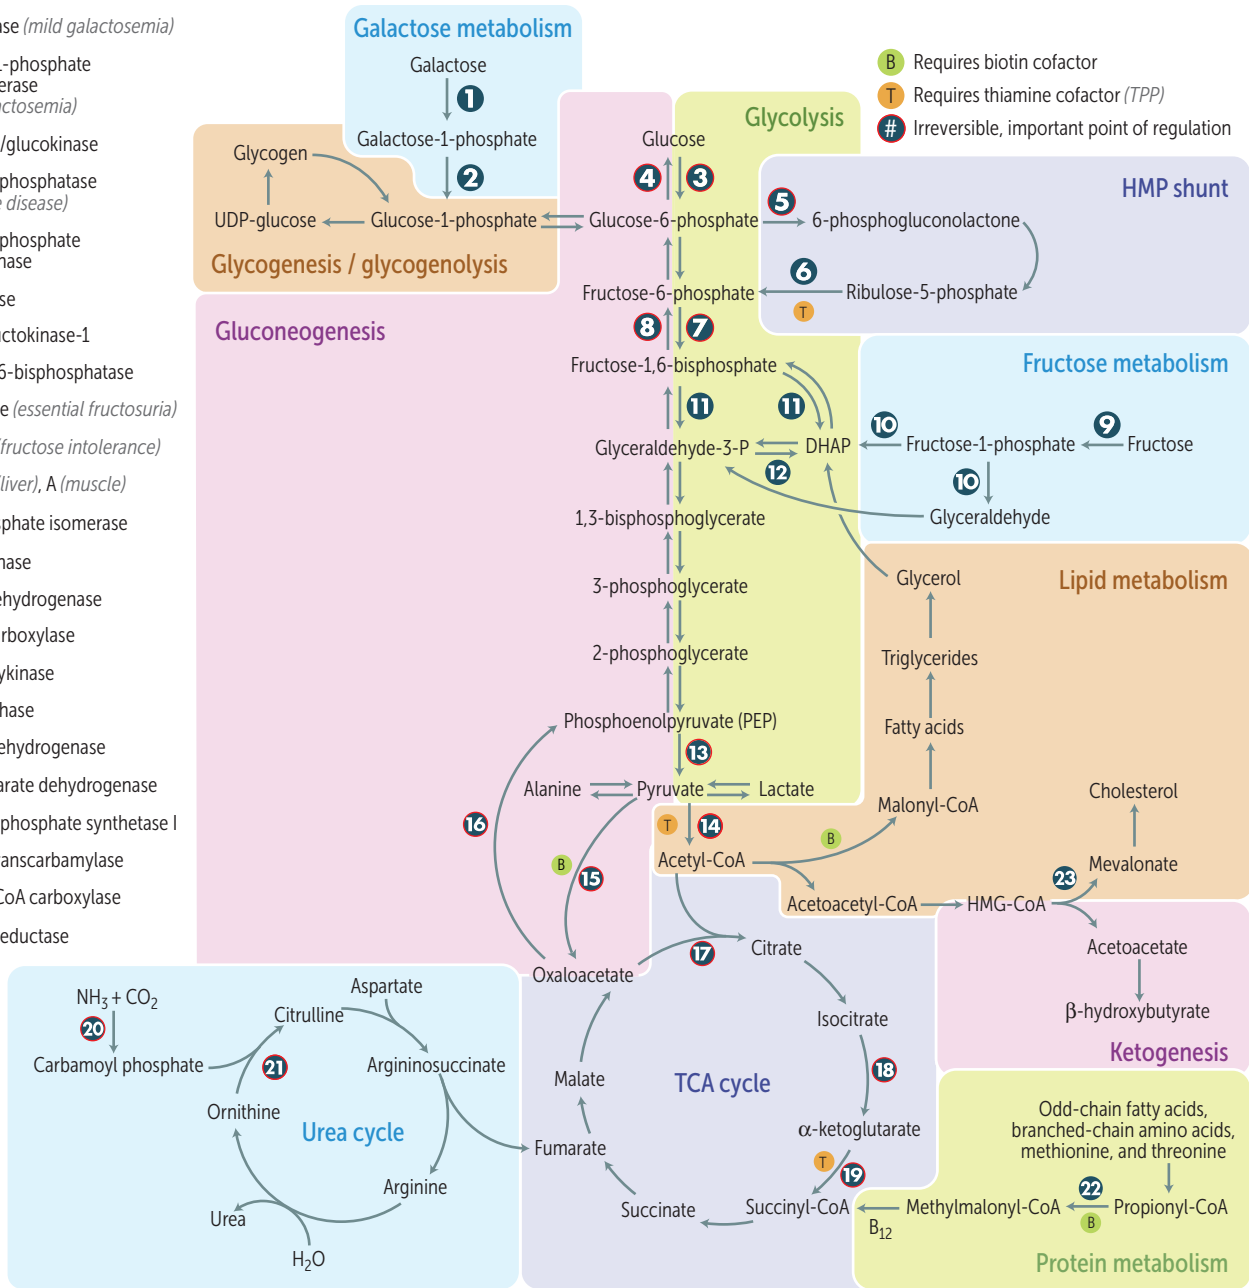 ase (mild galactosemia)
1-phosphate
erase
actosemia)
/glucokinase
phosphatase
e disease)
phosphate
nase
se
uctokinase-1
6-bisphosphatase
e (essential fructosuria)
(fructose intolerance)
liver), A (muscle)
sphate isomerase
nase
ehydrogenase
rboxylase
ykinase
hase
ehydrogenase
arate dehydrogenase
phosphate synthetase I
ranscarbamylase
CoA carboxylase
eductase
Galactose metabolism
Galactose
1
Galactose-1-phosphate
2
B Requires biotin cofactor
T Requires thiamine cofactor (TPP)
# Irreversible, important point of regulation
Glycogen
UDP-glucose
Glucose-1-phosphate
Glycogenesis / glycogenolysis
Glycolysis
Glucose
4 3
Glucose-6-phosphate
HMP shunt
5
6-phosphogluconolactone
6
T
Ribulose-5-phosphate
Fructose-6-phosphate
8 7
Gluconeogenesis
Fructose-1,6-bisphosphate
11 11
Glyceraldehyde-3-P
12
DHAP
Fructose metabolism
10
Fructose-1-phosphate
9
Fructose
10
Glyceraldehyde
1,3-bisphosphoglycerate
3-phosphoglycerate
2-phosphoglycerate
Phosphoenolpyruvate (PEP)
13
Alanine
Pyruvate
Lactate
Lipid metabolism
Glycerol
Triglycerides
Fatty acids
Malonyl-CoA
Cholesterol
Mevalonate
16
B
15
T
14
Acetyl-CoA
B
Acetoacetyl-CoA
HMG-CoA
23
Acetoacetate
β-hydroxybutyrate
Ketogenesis
Oxaloacetate
17
Citrate
Isocitrate
18
TCA cycle
α-ketoglutarate
T
19
Succinyl-CoA
Succinate
Fumarate
Malate
NH3 + CO2
20
Carbamoyl phosphate
Citrulline
Aspartate
21
Argininosuccinate
Ornithine
Urea cycle
Arginine
Urea
H2O
Odd-chain fatty acids,
branched-chain amino acids,
methionine, and threonine
22
B12
Methylmalonyl-CoA
B
Propionyl-CoA
Protein metabolism